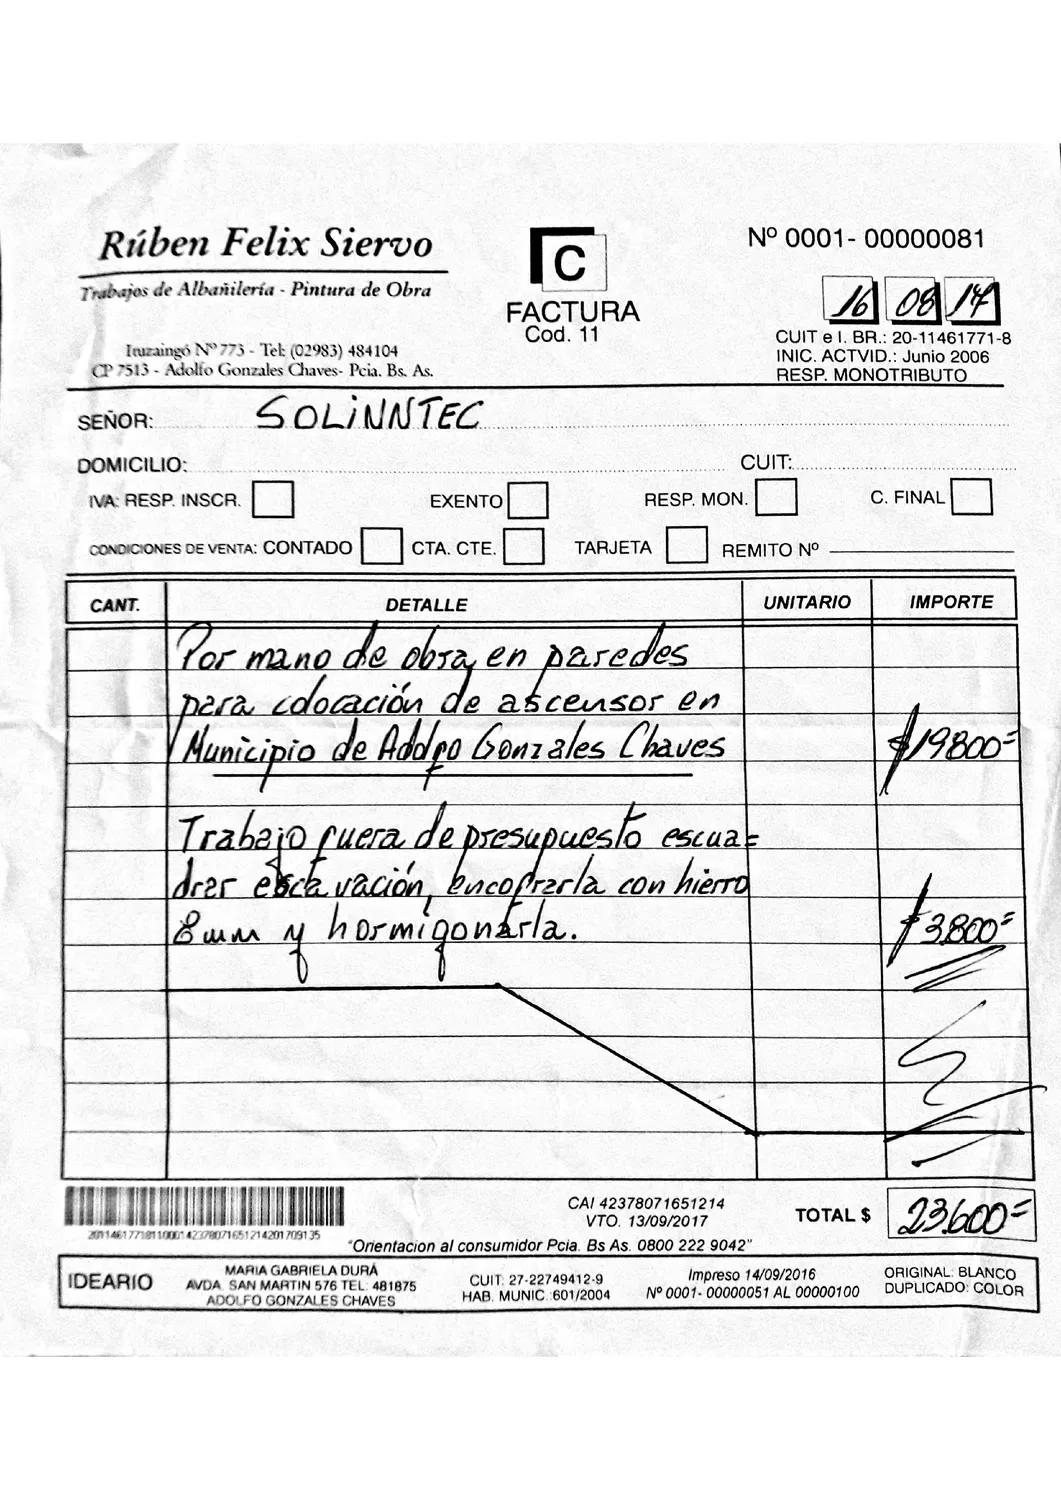 Rúben Felix Siervo
Trabajos de Albañilería - Pintura de Obra
Ituzaingó Nº 773 - Tel: (02983) 484104
CP 7513 - Adolfo Gonzales Chaves- Pcia. Bs. As.
C
FACTURA
Cod. 11
Nº 0001- 00000081
16 08 17
CUIT e I. BR.: 20-11461771-8
INIC. ACTVID.: Junio 2006
RESP. MONOTRIBUTO
SEÑOR: SOLINNTEC
DOMICILIO: CUIT:
IVA: RESP. INSCR. EXENTO RESP. MON. C. FINAL
CONDICIONES DE VENTA: CONTADO CTA. CTE. TARJETA REMITO Nº
CANT. DETALLE UNITARIO IMPORTE
Por mano de obra en paredes
para colocación de ascensor en
Municipio de Adolfo Gonzales Chaves $19800=
Trabajo fuera de presupuesto escua=
drar escavación, encofrarla con hierro
8mm y hormigonarla. $3.800=
CAI 42378071651214
VTO. 13/09/2017
TOTAL $ 23.600=
2011461771811000142378071651214201709135
"Orientacion al consumidor Pcia. Bs As. 0800 222 9042"
IDEARIO
MARIA GABRIELA DURÁ
AVDA SAN MARTIN 576 TEL: 481875
ADOLFO GONZALES CHAVES
CUIT: 27-22749412-9
HAB. MUNIC.:601/2004
Impreso 14/09/2016
Nº 0001- 00000051 AL 00000100
ORIGINAL: BLANCO
DUPLICADO: COLOR